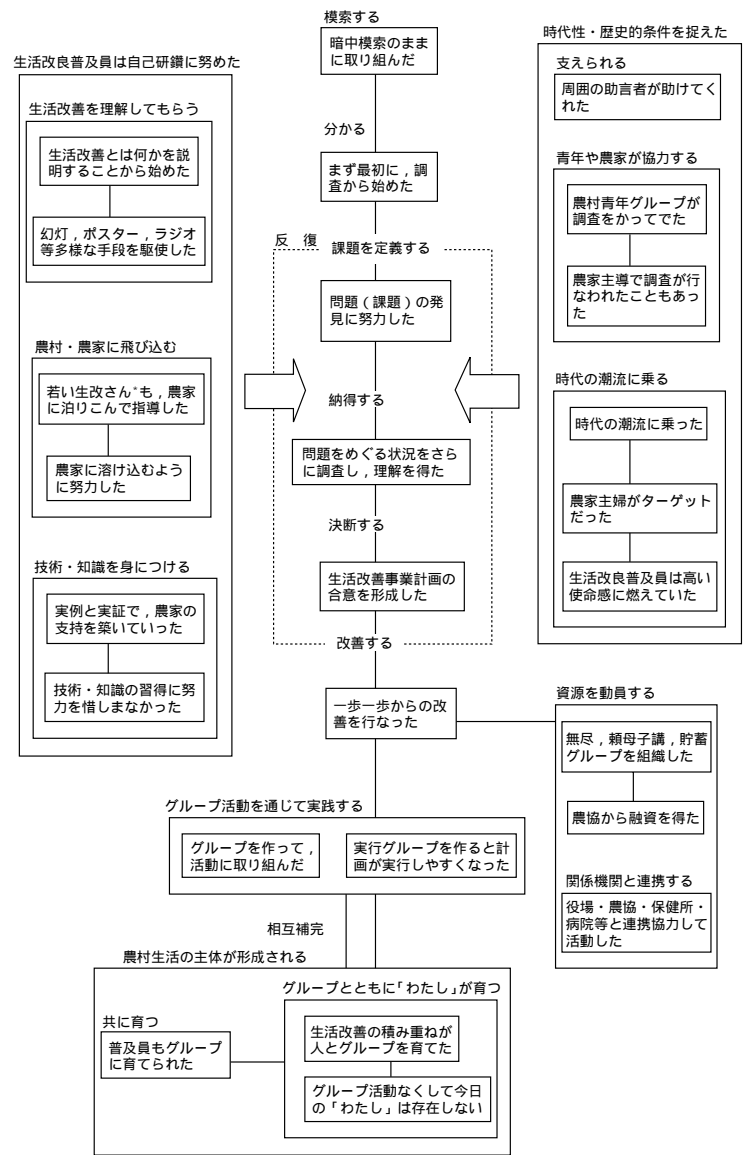 模索する
暗中模索のまま
に取り組んだ
分かる
まず最初に，調
査から始めた
反　復
課題を定義する
問題（課題）の発
見に努力した
納得する
問題をめぐる状況をさら
に調査し，理解を得た
決断する
生活改善事業計画の
合意を形成した
改善する
一歩一歩からの改
善を行なった
生活改良普及員は自己研鑽に努めた
生活改善を理解してもらう
生活改善とは何かを説
明することから始めた
幻灯，ポスター，ラジオ
等多様な手段を駆使した
農村・農家に飛び込む
若い生改さん*も，農家
に泊りこんで指導した
農家に溶け込むよう
に努力した
技術・知識を身につける
実例と実証で，農家の
支持を築いていった
技術・知識の習得に努
力を惜しまなかった
時代性・歴史的条件を捉えた
支えられる
周囲の助言者が助けてく
れた
青年や農家が協力する
農村青年グループが
調査をかってでた
農家主導で調査が行
なわれたこともあっ
た
時代の潮流に乗る
時代の潮流に乗った
農家主婦がターゲット
だった
生活改良普及員は高い
使命感に燃えていた
資源を動員する
無尽，頼母子講，貯蓄
グループを組織した
農協から融資を得た
関係機関と連携する
役場・農協・保健所・
病院等と連携協力して
活動した
グループ活動を通じて実践する
グループを作って，
活動に取り組んだ
実行グループを作ると計
画が実行しやすくなった
相互補完
農村生活の主体が形成される
共に育つ
普及員もグループ
に育てられた
グループとともに「わたし」が育つ
生活改善の積み重ねが
人とグループを育てた
グループ活動なくして今日
の「わたし」は存在しない